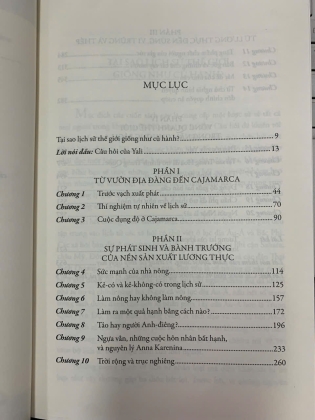 MỤC LỤC
Tại sao lịch sử thế giới giống như củ hành? 9
Lời nói đầu: Câu hỏi của Yali 13
PHẦN I
TỪ VƯỜN ĐỊA ĐÀNG ĐẾN CAJAMARCA
Chương 1 Trước vạch xuất phát 44
Chương 2 Thí nghiệm tự nhiên về lịch sử 70
Chương 3 Cuộc đụng độ ở Cajamarca 90
PHẦN II
SỰ PHÁT SINH VÀ BÀNH TRƯỚNG
CỦA NỀN SẢN XUẤT LƯƠNG THỰC
Chương 4 Sức mạnh của nhà nông 114
Chương 5 Kẻ-có và kẻ-không-có trong lịch sử 125
Chương 6 Làm nông hay không làm nông 157
Chương 7 Làm ra một quả hạnh bằng cách nào? 172
Chương 8 Táo hay người Anh-điêng? 196
Chương 9 Ngựa vằn, những cuộc hôn nhân bất hạnh,
và nguyên lý Anna Karenina 233
Chương 10 Trời rộng và trục nghiêng 260